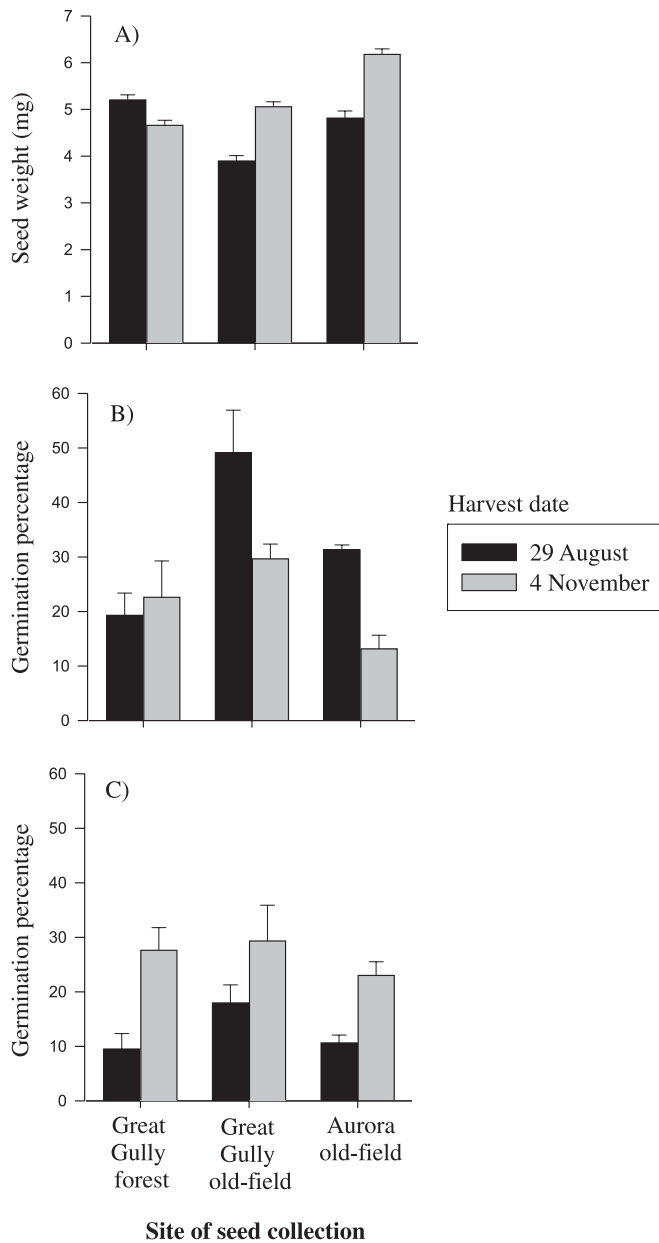 A)
Seed weight (mg)
7
6
5
4
3
2
1
0
B)
Germination percentage
60
50
40
30
20
10
0
Harvest date
29 August
4 November
C)
Germination percentage
60
50
40
30
20
10
0
Great
Gully
forest
Great
Gully
old-field
Aurora
old-field
Site of seed collection